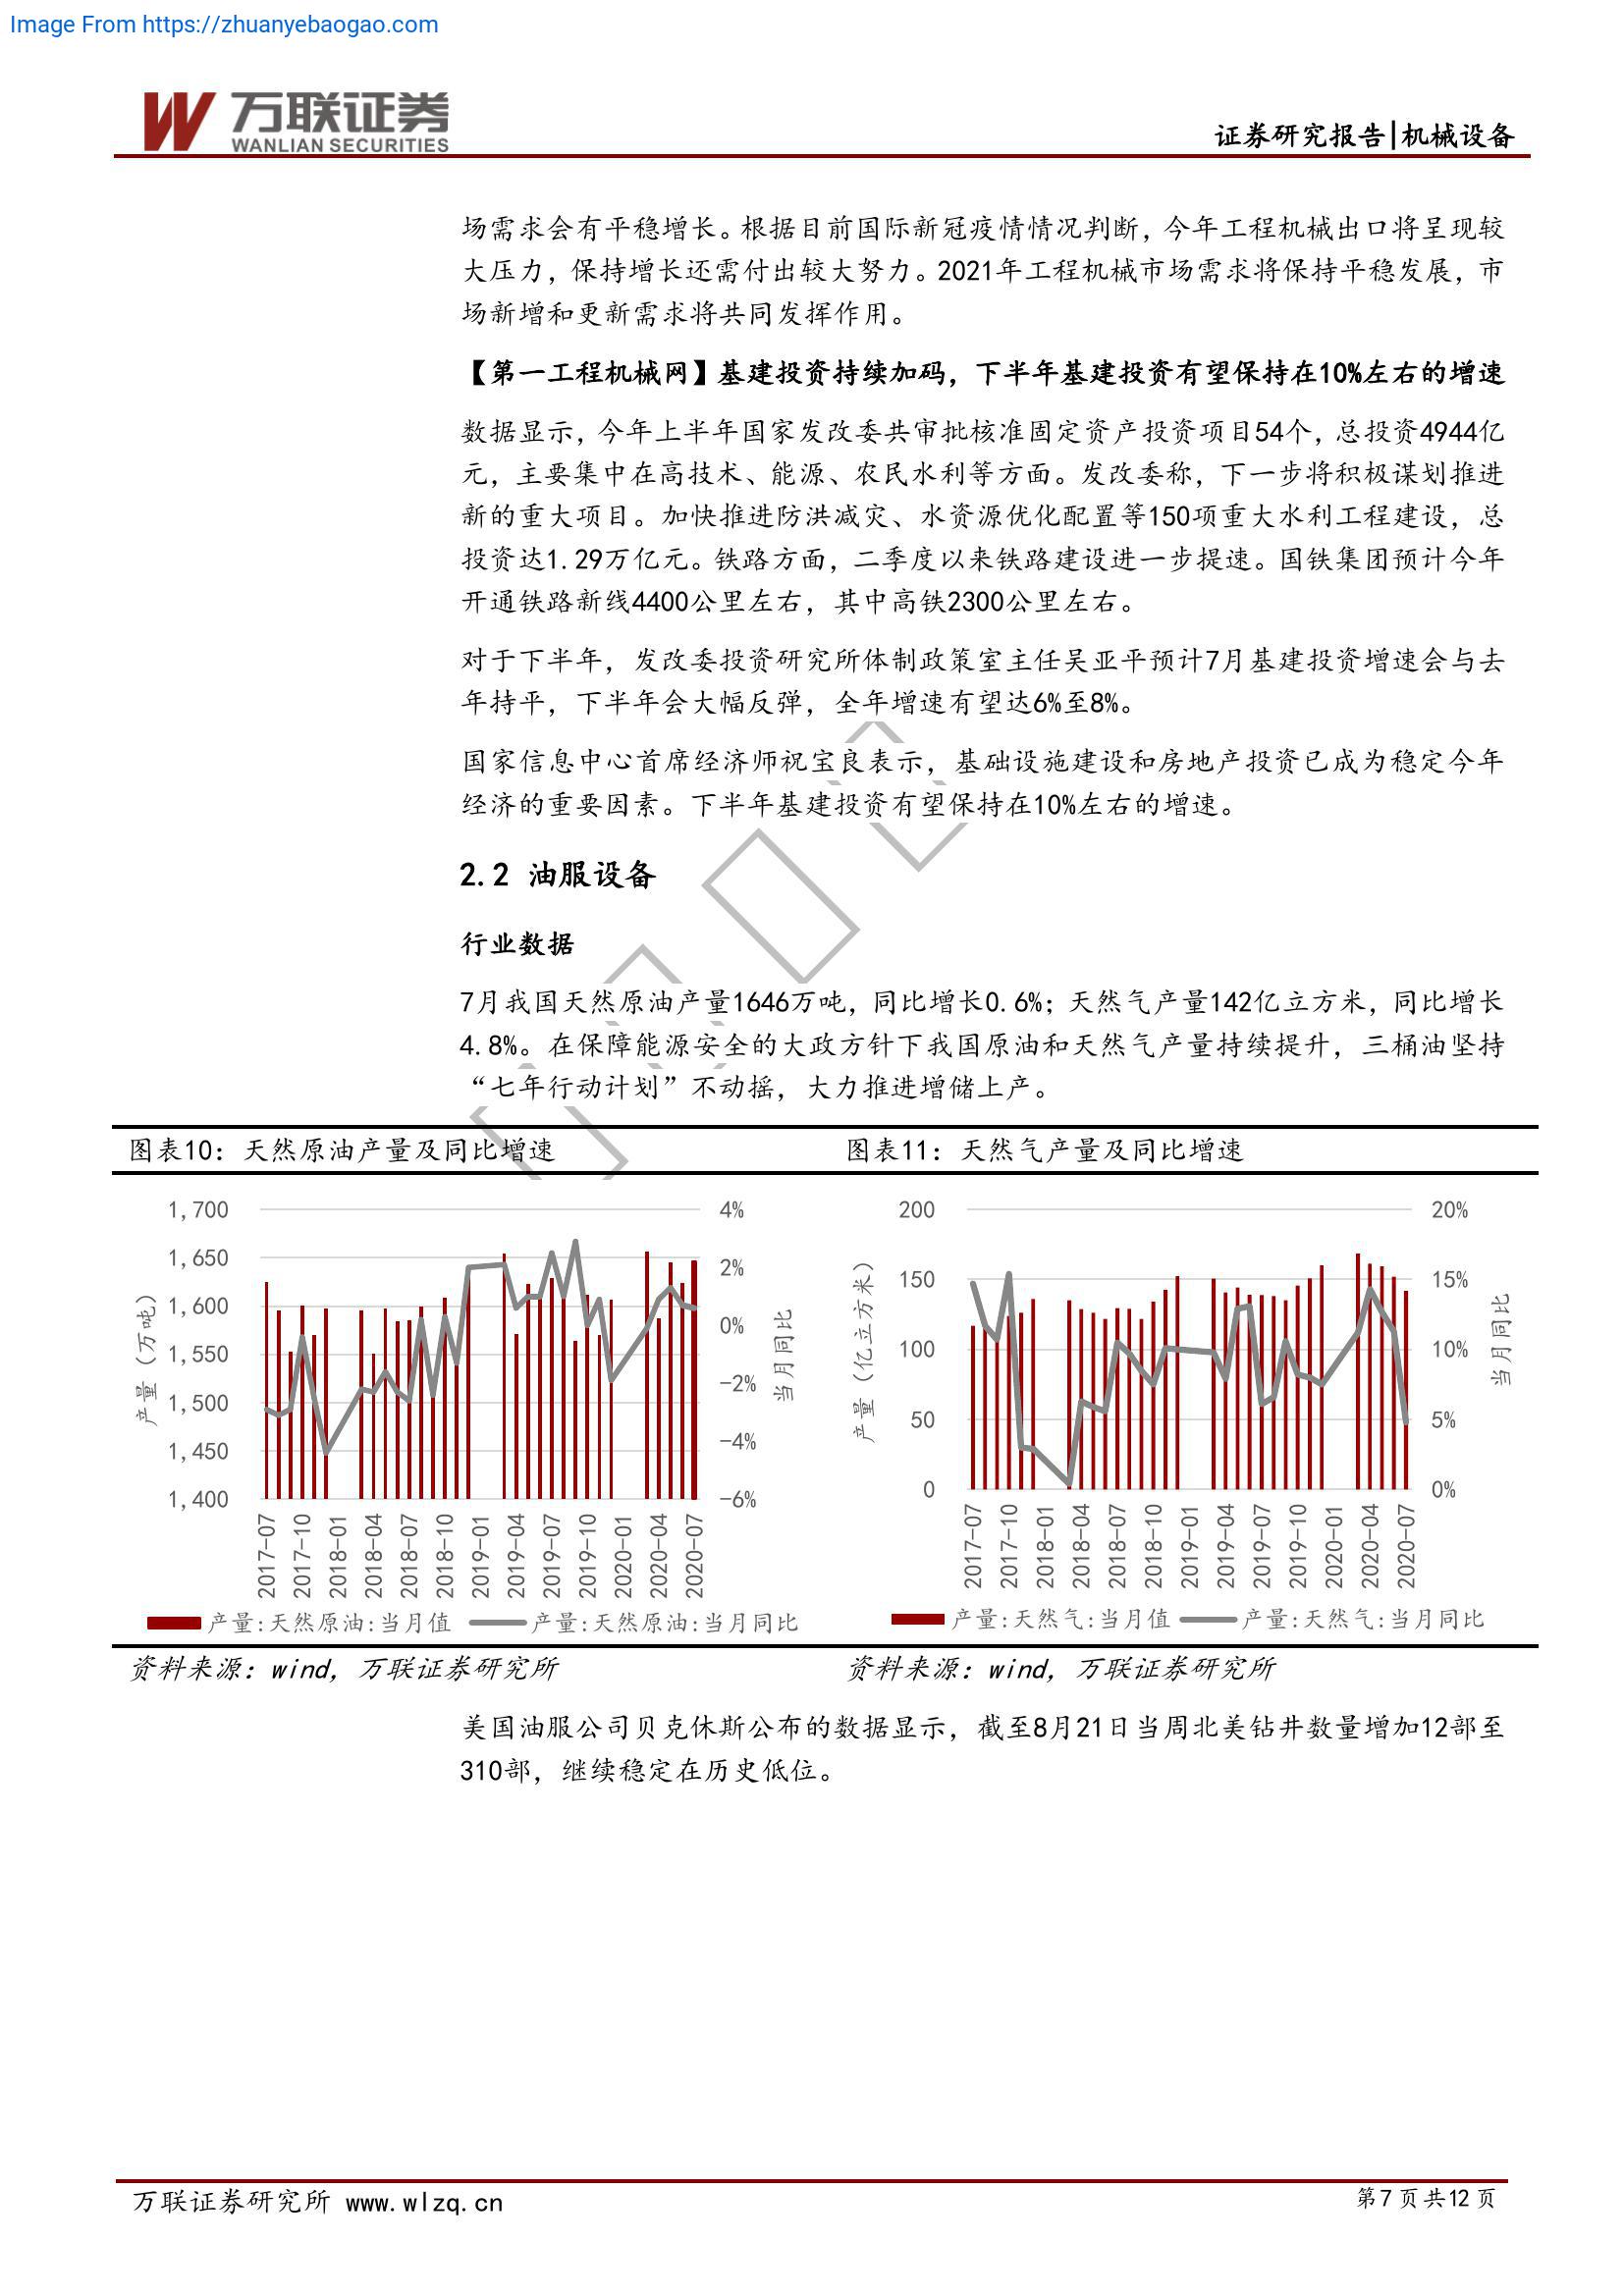 Image From https://zhuanyebaogao.com
万联证券
WANLIAN SECURITIES
证券研究报告|机械设备
场需求会有平稳增长。根据目前国际新冠疫情情况判断，今年工程机械出口将呈现较
大压力，保持增长还需付出较大努力。2021年工程机械市场需求将保持平稳发展，市
场新增和更新需求将共同发挥作用。
【第一工程机械网】基建投资持续加码，下半年基建投资有望保持在10%左右的增速
数据显示，今年上半年国家发改委共审批核准固定资产投资项目54个，总投资4944亿
元，主要集中在高技术、能源、农民水利等方面。发改委称，下一步将积极谋划推进
新的重大项目。加快推进防洪减灾、水资源优化配置等150项重大水利工程建设，总
投资达1.29万亿元。铁路方面，二季度以来铁路建设进一步提速。国铁集团预计今年
开通铁路新线4400公里左右，其中高铁2300公里左右。
对于下半年，发改委投资研究所体制政策室主任吴亚平预计7月基建投资增速会与去
年持平，下半年会大幅反弹，全年增速有望达6%至8%。
国家信息中心首席经济师祝宝良表示，基础设施建设和房地产投资已成为稳定今年
经济的重要因素。下半年基建投资有望保持在10%左右的增速。
2.2 油服设备
行业数据
7月我国天然原油产量1646万吨，同比增长0.6%；天然气产量142亿立方米，同比增长
4.8%。在保障能源安全的大政方针下我国原油和天然气产量持续提升，三桶油坚持
“七年行动计划”不动摇，大力推进增储上产。
图表10：天然原油产量及同比增速
产量（万吨）
1,700
1,650
1,600
1,550
1,500
1,450
1,400
4%
2%
0%
-2%
-4%
-6%
当月同比
2017-07
2017-10
2018-01
2018-04
2018-07
2018-10
2019-01
2019-04
2019-07
2019-10
2020-01
2020-04
2020-07
产量:天然原油:当月值 产量:天然原油:当月同比
资料来源：wind，万联证券研究所
图表11：天然气产量及同比增速
产量（亿立方米）
200
150
100
50
0
20%
15%
10%
5%
0%
当月同比
2017-07
2017-10
2018-01
2018-04
2018-07
2018-10
2019-01
2019-04
2019-07
2019-10
2020-01
2020-04
2020-07
产量:天然气:当月值 产量:天然气:当月同比
资料来源：wind，万联证券研究所
美国油服公司贝克休斯公布的数据显示，截至8月21日当周北美钻井数量增加12部至
310部，继续稳定在历史低位。
万联证券研究所 www.wlzq.cn
第7页共12页